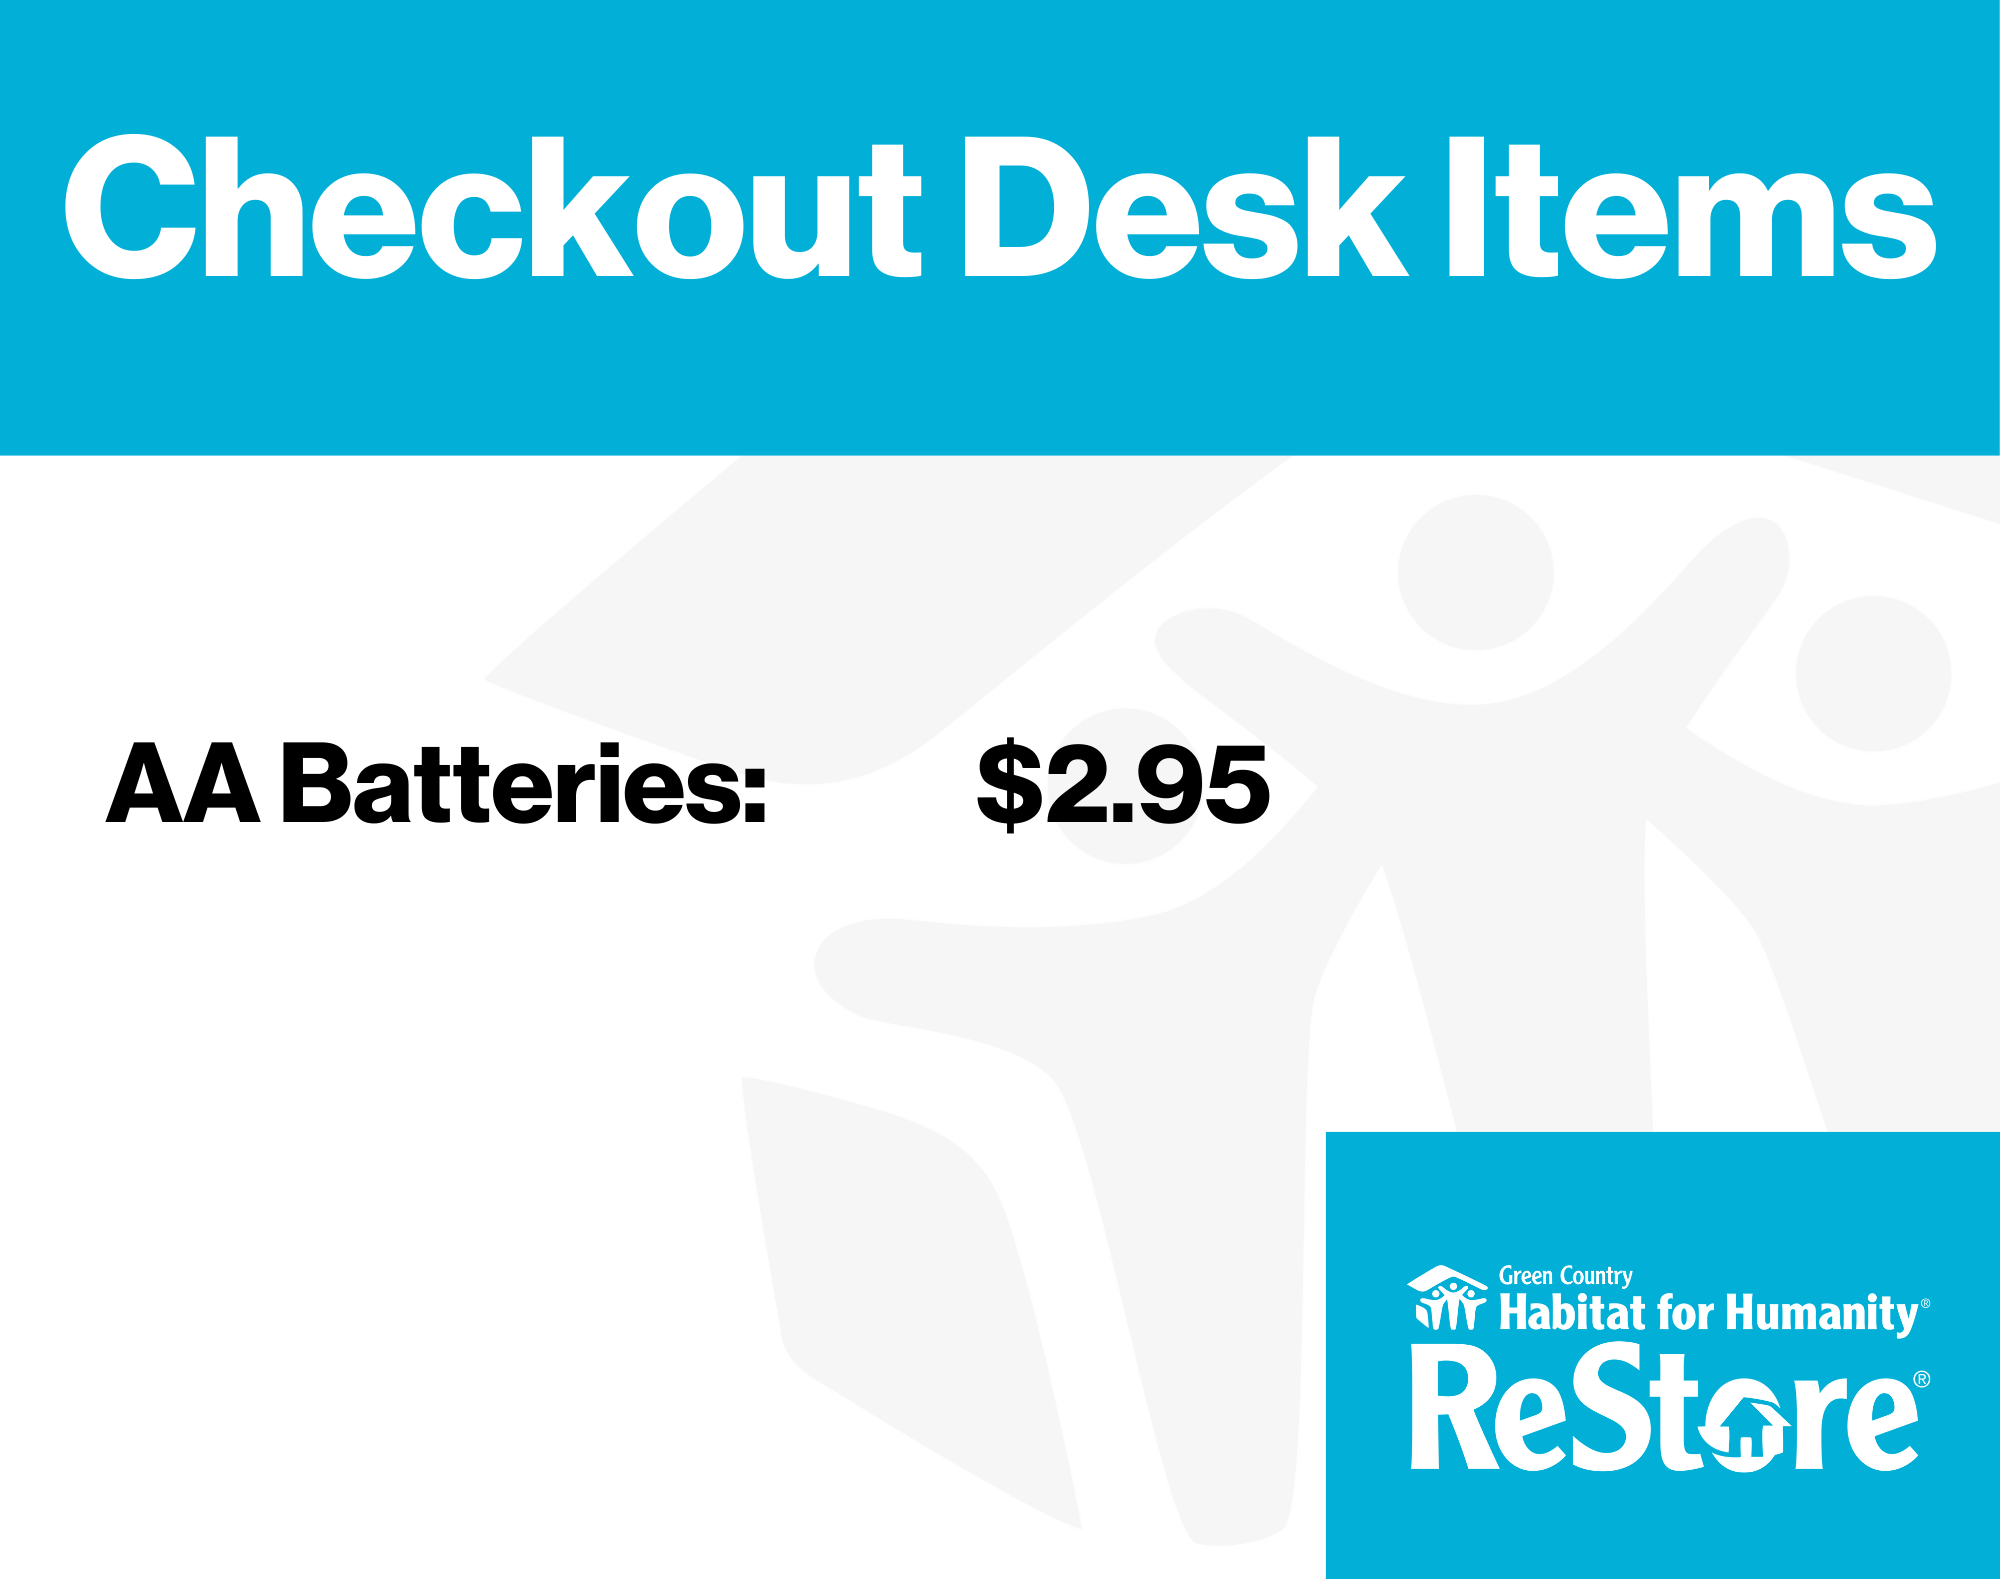 Checkout Desk Items
AA Batteries: $2.95
Green Country
Habitat for Humanity®
ReStore®